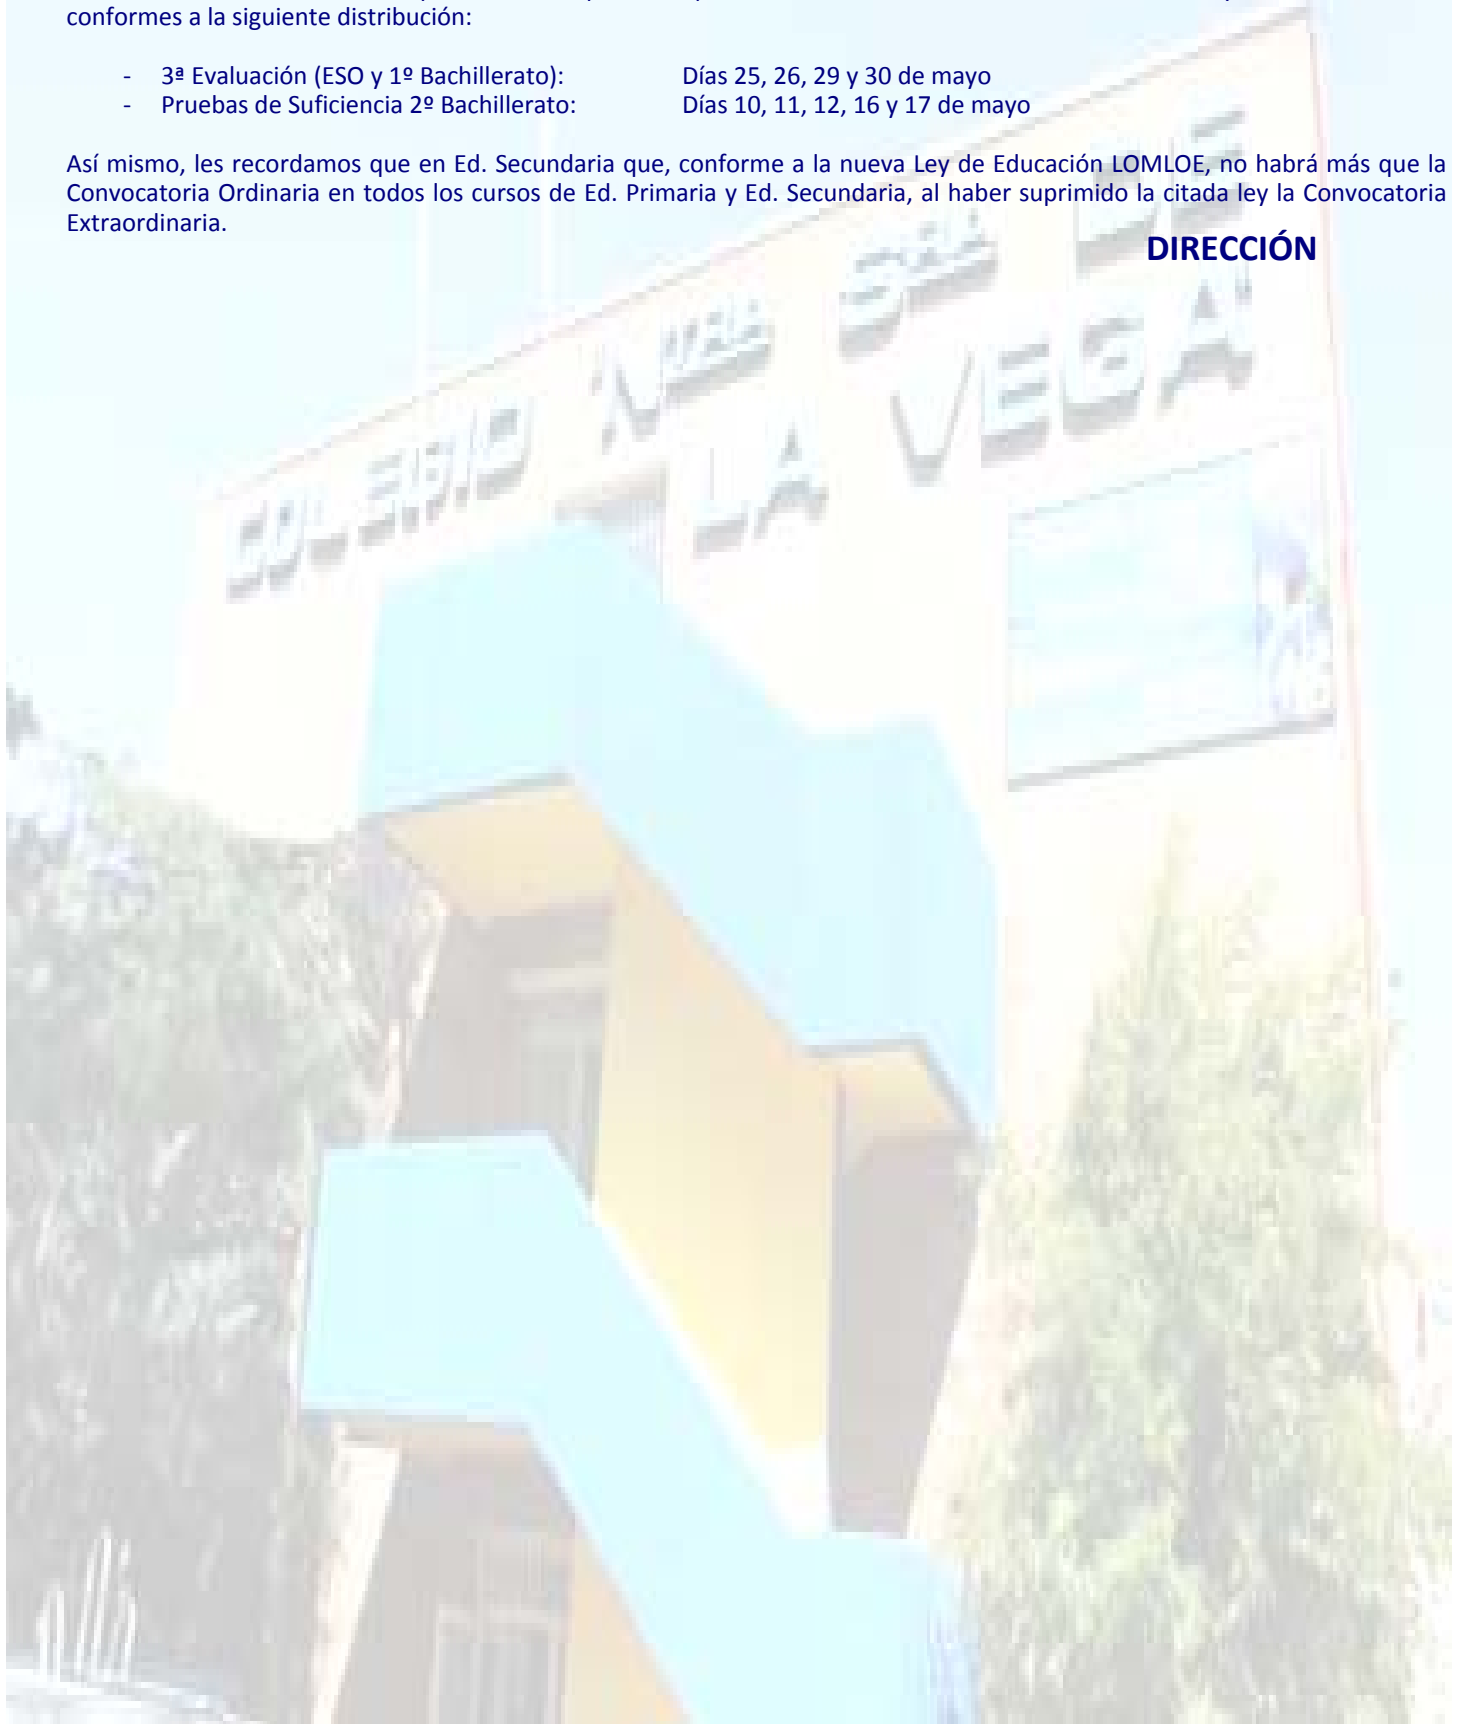 conformes a la siguiente distribución:
- 3ª Evaluación (ESO y 1º Bachillerato): Días 25, 26, 29 y 30 de mayo
- Pruebas de Suficiencia 2º Bachillerato: Días 10, 11, 12, 16 y 17 de mayo
Así mismo, les recordamos que en Ed. Secundaria que, conforme a la nueva Ley de Educación LOMLOE, no habrá más que la
Convocatoria Ordinaria en todos los cursos de Ed. Primaria y Ed. Secundaria, al haber suprimido la citada ley la Convocatoria
Extraordinaria.
DIRECCIÓN
COLEGIO Nª Sª DE
LA VEGA"